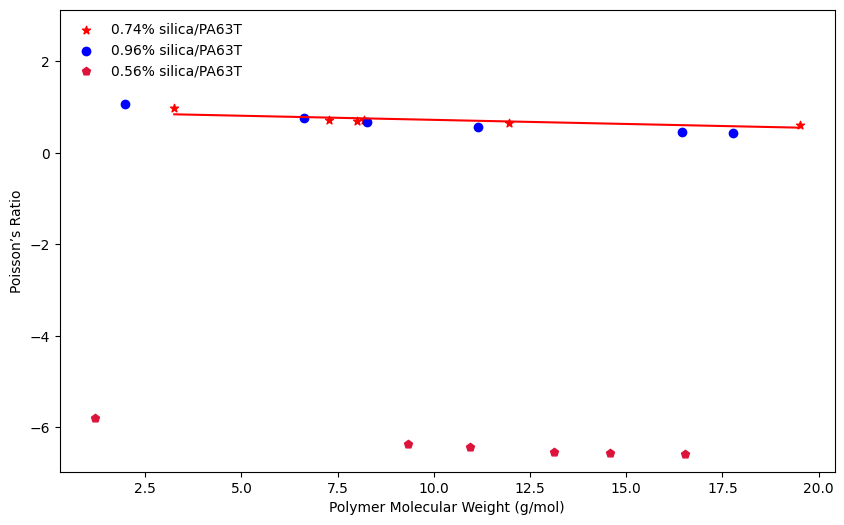 0.74% silica/PA63T
0.96% silica/PA63T
0.56% silica/PA63T
2
0
−2
−4
−6
Poisson’s Ratio
2.5 5.0 7.5 10.0 12.5 15.0 17.5 20.0
Polymer Molecular Weight (g/mol)